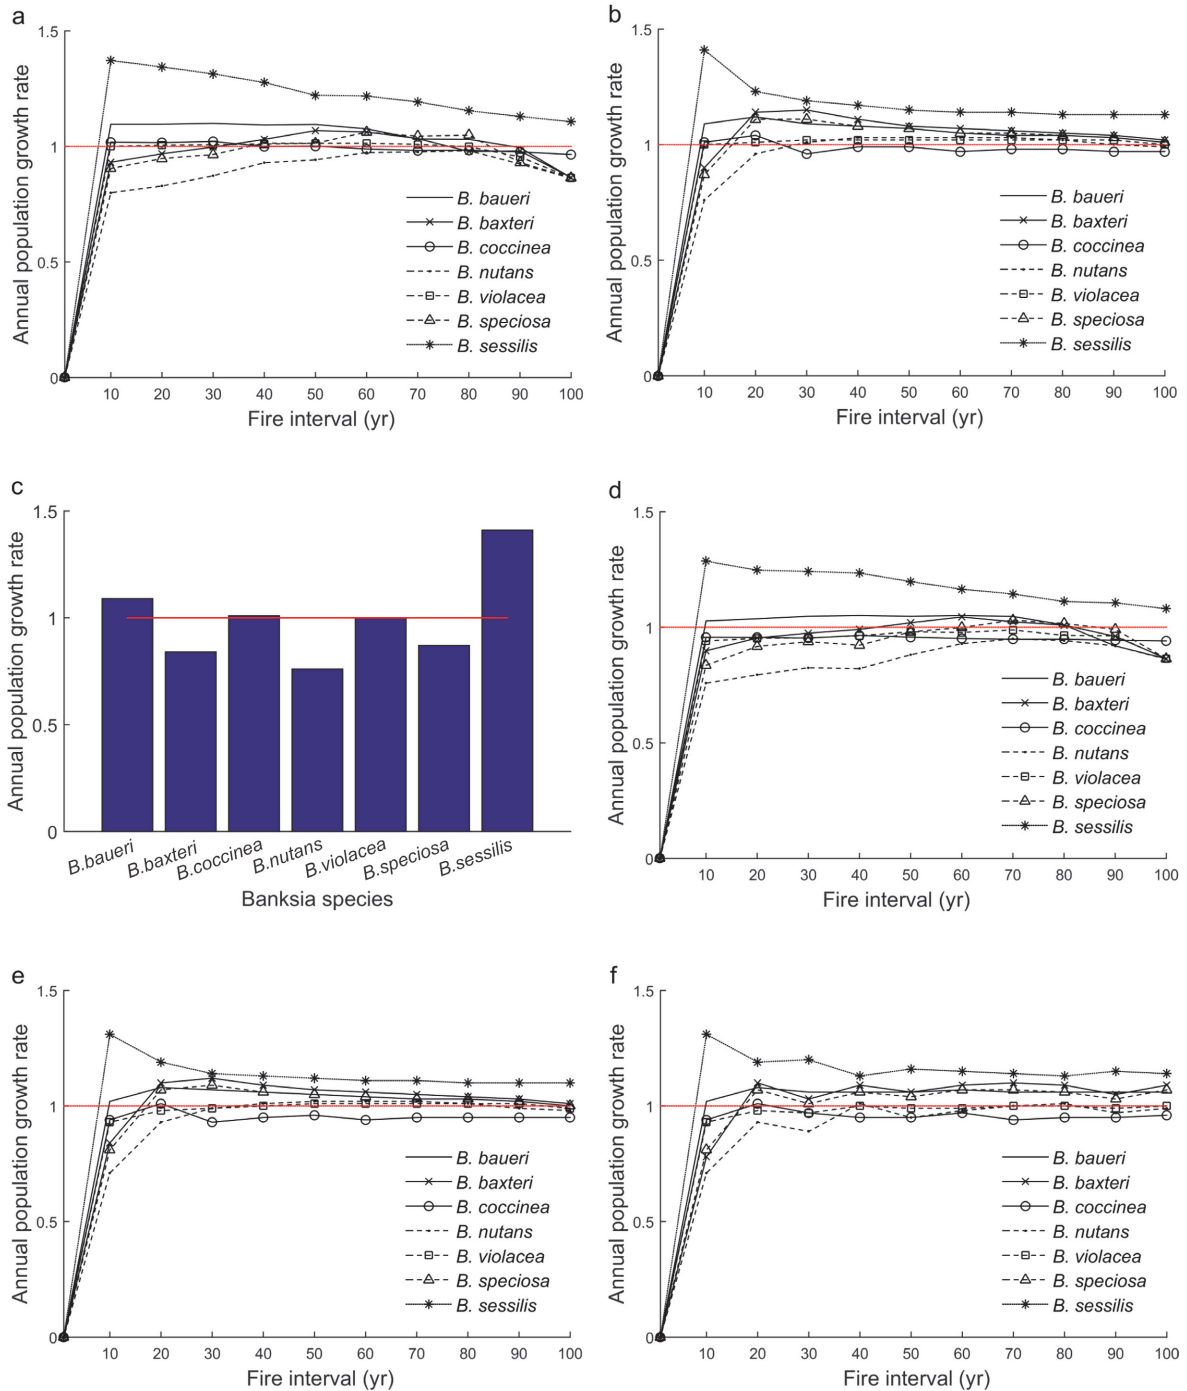 a
Annual population growth rate
1.5
1
0.5
0
10 20 30 40 50 60 70 80 90 100
Fire interval (yr)
B. baueri
B. baxteri
B. coccinea
B. nutans
B. violacea
B. speciosa
B. sessilis
b
Annual population growth rate
1.5
1
0.5
0
10 20 30 40 50 60 70 80 90 100
Fire interval (yr)
B. baueri
B. baxteri
B. coccinea
B. nutans
B. violacea
B. speciosa
B. sessilis
c
Annual population growth rate
1.5
1
0.5
0
B.baueri
B.baxteri
B.coccinea
B.nutans
B.violacea
B.speciosa
B.sessilis
Banksia species
d
Annual population growth rate
1.5
1
0.5
0
10 20 30 40 50 60 70 80 90 100
Fire interval (yr)
B. baueri
B. baxteri
B. coccinea
B. nutans
B. violacea
B. speciosa
B. sessilis
e
Annual population growth rate
1.5
1
0.5
0
10 20 30 40 50 60 70 80 90 100
Fire interval (yr)
B. baueri
B. baxteri
B. coccinea
B. nutans
B. violacea
B. speciosa
B. sessilis
f
Annual population growth rate
1.5
1
0.5
0
10 20 30 40 50 60 70 80 90 100
Fire interval (yr)
B. baueri
B. baxteri
B. coccinea
B. nutans
B. violacea
B. speciosa
B. sessilis